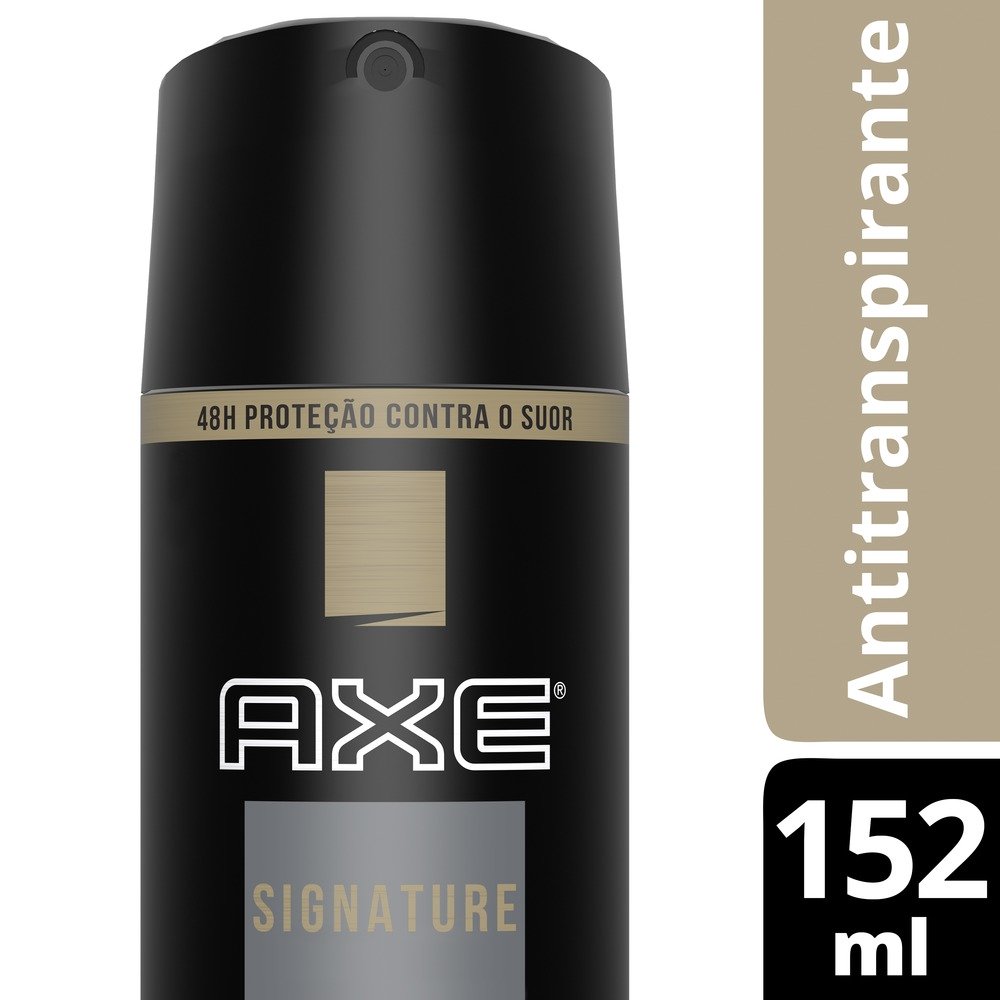 48H PROTEÇÃO CONTRA O SUOR
AXE®
SIGNATURE
Antitranspirante
152
ml